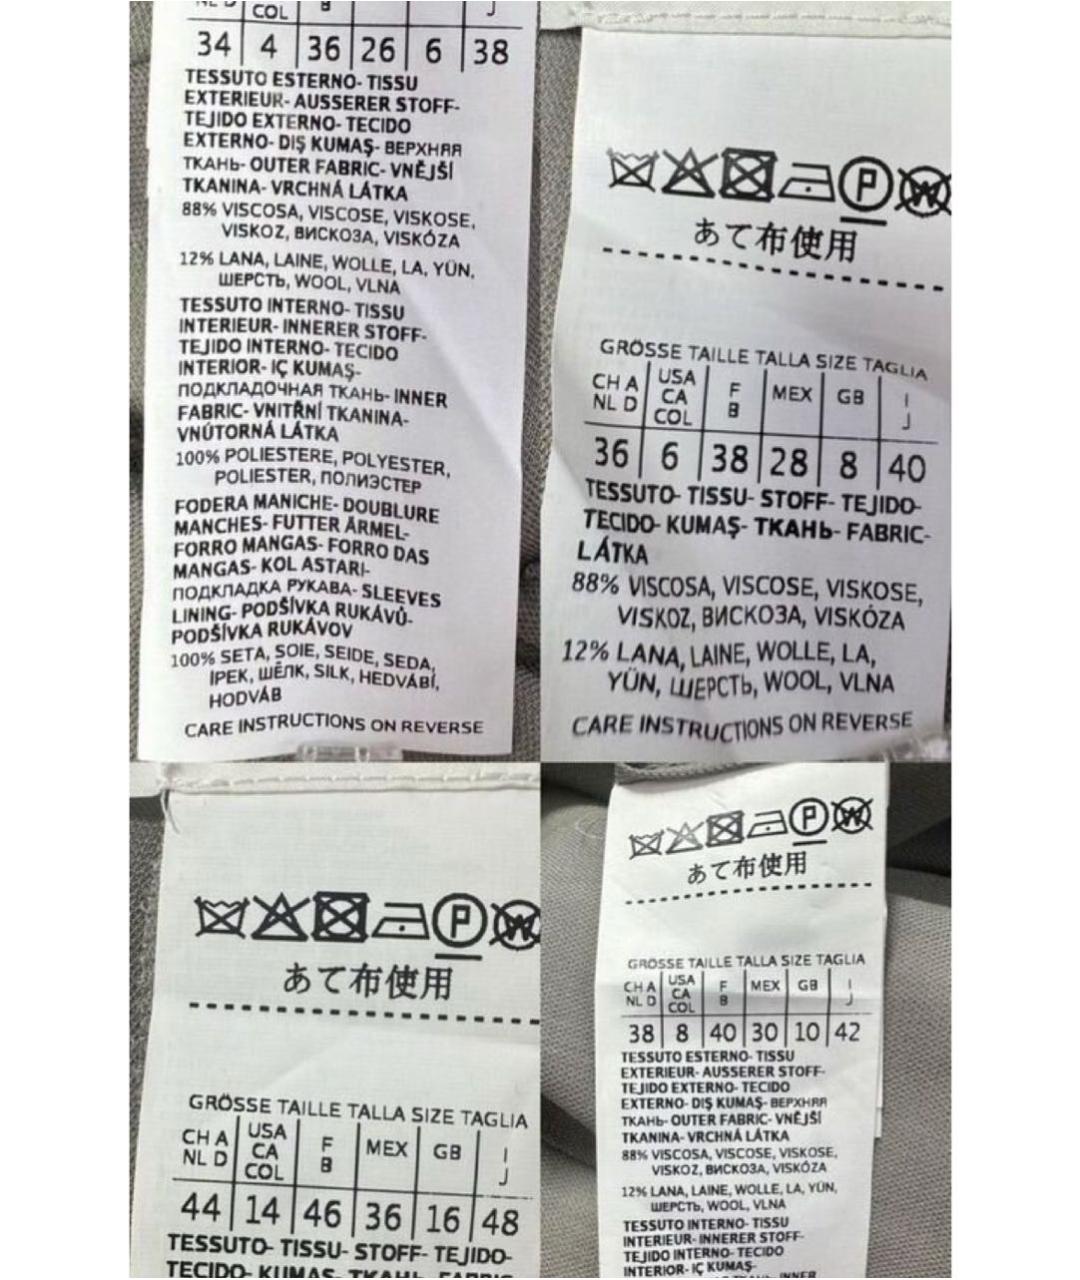 COL
34 4 36 26 6 38
TESSUTO ESTERNO- TISSU
EXTERIEUR- AUSSERER STOFF-
TEJIDO EXTERNO- TECIDO
EXTERNO- DIŞ KUMAŞ- ВЕРХНЯЯ
ТКАНЬ- OUTER FABRIC- VNĚJŠÍ
TKANINA- VRCHNÁ LÁTKA
88% VISCOSA, VISCOSE, VISKOSE,
VISKOZ, ВИСКОЗА, VISKÓZA
12% LANA, LAINE, WOLLE, LA, YÜN,
ШЕРСТЬ, WOOL, VLNA
TESSUTO INTERNO- TISSU
INTERIEUR- INNERER STOFF-
TEJIDO INTERNO- TECIDO
INTERIOR- IÇ KUMAŞ-
ПОДКЛАДОЧНАЯ ТКАНЬ- INNER
FABRIC- VNITŘNÍ TKANINA-
VNÚTORNÁ LÁTKA
100% POLIESTERE, POLYESTER,
POLIESTER, ПОЛИЭСТЕР
FODERA MANICHE- DOUBLURE
MANCHES- FUTTER ÄRMEL-
FORRO MANGAS- FORRO DAS
MANGAS- KOL ASTARI-
ПОДКЛАДКА РУКАВА- SLEEVES
LINING- PODŠÍVKA RUKÁVŮ-
PODŠÍVKA RUKÁVOV
100% SETA, SOIE, SEIDE, SEDA,
IPEK, ШЁЛК, SILK, HEDVÁBÍ,
HODVÁB
CARE INSTRUCTIONS ON REVERSE
P W
あて布使用
GRÖSSE TAILLE TALLA SIZE TAGLIA
CH A USA F MEX GB I
NL D CA B J
COL
36 6 38 28 8 40
TESSUTO- TISSU- STOFF- TEJIDO-
TECIDO- KUMAŞ- ТКАНЬ- FABRIC-
LÁTKA
88% VISCOSA, VISCOSE, VISKOSE,
VISKOZ, ВИСКОЗА, VISKÓZA
12% LANA, LAINE, WOLLE, LA,
YÜN, ШЕРСТЬ, WOOL, VLNA
CARE INSTRUCTIONS ON REVERSE
P W
あて布使用
GRÖSSE TAILLE TALLA SIZE TAGLIA
CH A USA F MEX GB I
NL D CA B J
COL
44 14 46 36 16 48
TESSUTO- TISSU- STOFF- TEJIDO-
TECIDO- KUMAŞ- ТКАНЬ- FABRIC-
P W
あて布使用
GRÖSSE TAILLE TALLA SIZE TAGLIA
CH A USA F MEX GB I
NL D CA B J
COL
38 8 40 30 10 42
TESSUTO ESTERNO- TISSU
EXTERIEUR- AUSSERER STOFF-
TEJIDO EXTERNO- TECIDO
EXTERNO- DIŞ KUMAŞ- ВЕРХНЯЯ
ТКАНЬ- OUTER FABRIC- VNĚJŠÍ
TKANINA- VRCHNÁ LÁTKA
88% VISCOSA, VISCOSE, VISKOSE,
VISKOZ, ВИСКОЗА, VISKÓZA
12% LANA, LAINE, WOLLE, LA, YÜN,
ШЕРСТЬ, WOOL, VLNA
TESSUTO INTERNO- TISSU
INTERIEUR- INNERER STOFF-
TEJIDO INTERNO- TECIDO
INTERIOR- IÇ KUMAŞ-
INNER